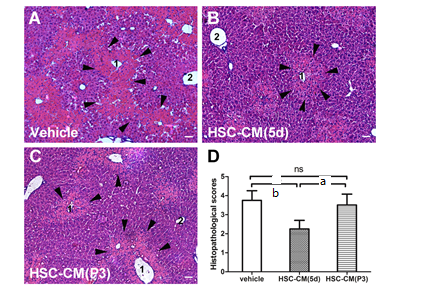 A
1
2
Vehicle
B
2
1
HSC-CM(5d)
C
1
2
1
HSC-CM(P3)
D
ns
b
a
Histopathological scores
5
4
3
2
1
0
vehicle
HSC-CM(5d)
HSC-CM(P3)